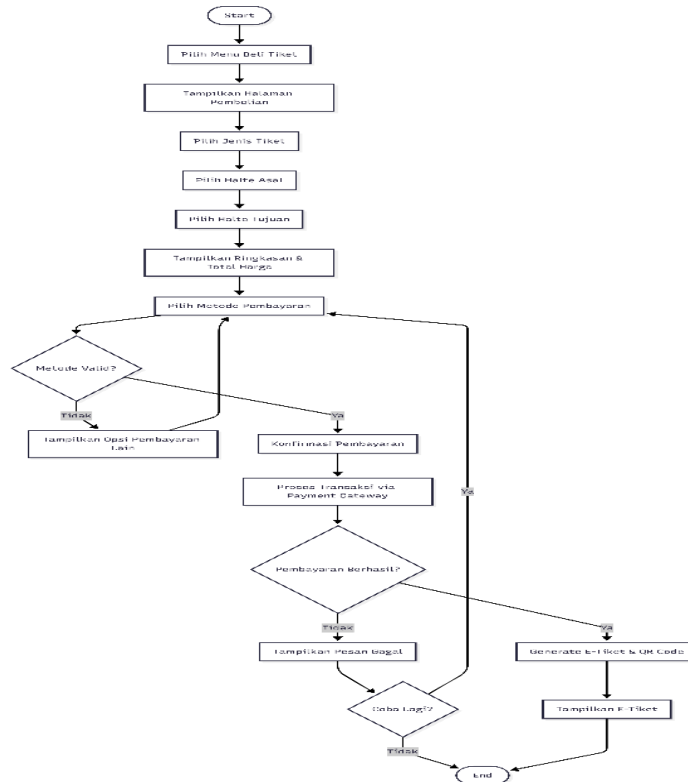 Start
Pilih Menu Beli Tiket
Tampilkan Halaman
Pembelian
Pilih Jenis Tiket
Pilih Halte Asal
Pilih Halte Tujuan
Tampilkan Ringkasan &
Total Harga
Pilih Metode Pembayaran
Metode Valid?
Tidak
Ya
Tampilkan Opsi Pembayaran
Lain
Konfirmasi Pembayaran
Proses Transaksi via
Payment Gateway
Ya
Pembayaran Berhasil?
Tidak
Ya
Tampilkan Pesan Gagal
Generate E-Tiket & QR Code
Coba Lagi?
Tampilkan E-Tiket
Tidak
End